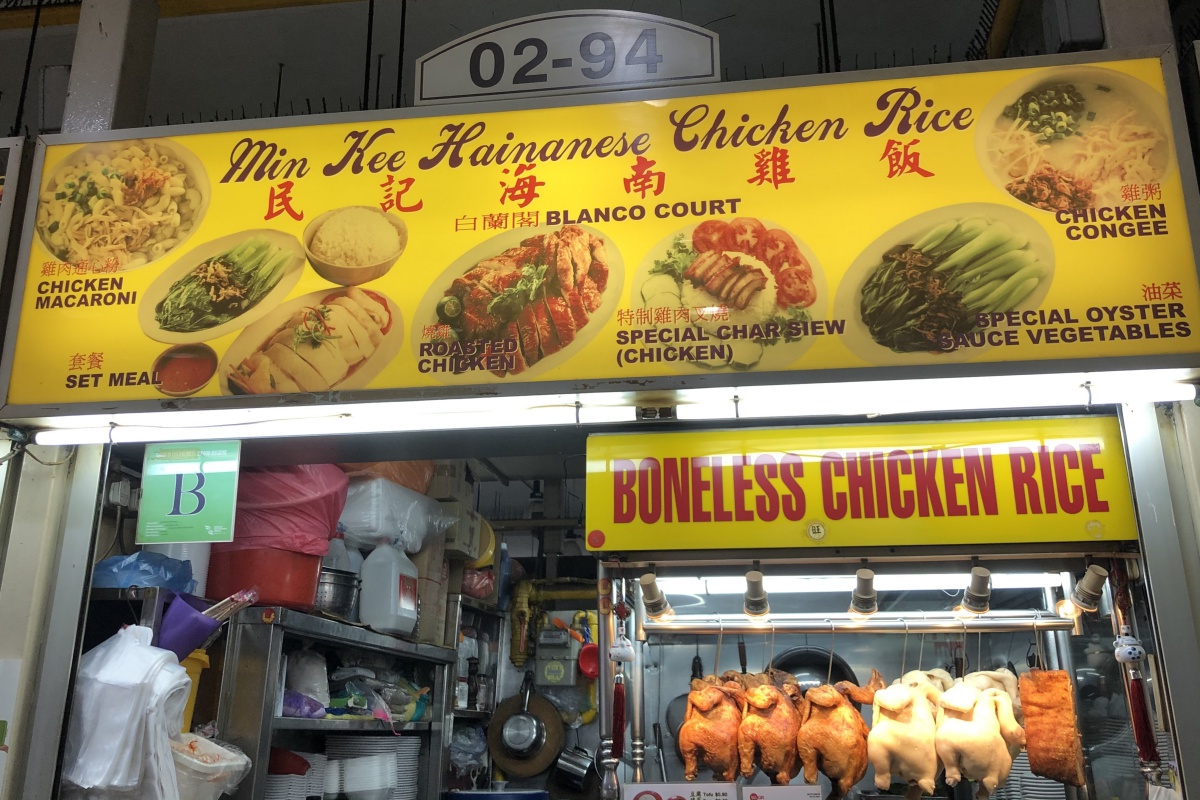 02-94
Min Kee Hainanese Chicken Rice
民記海南雞飯
白蘭閣 BLANCO COURT
雞肉通心粉
CHICKEN
MACARONI
套餐
SET MEAL
燒雞
ROASTED
CHICKEN
特制雞肉叉燒
SPECIAL CHAR SIEW
(CHICKEN)
雞粥
CHICKEN
CONGEE
油菜
SPECIAL OYSTER
SAUCE VEGETABLES
B
BONELESS CHICKEN RICE
旺